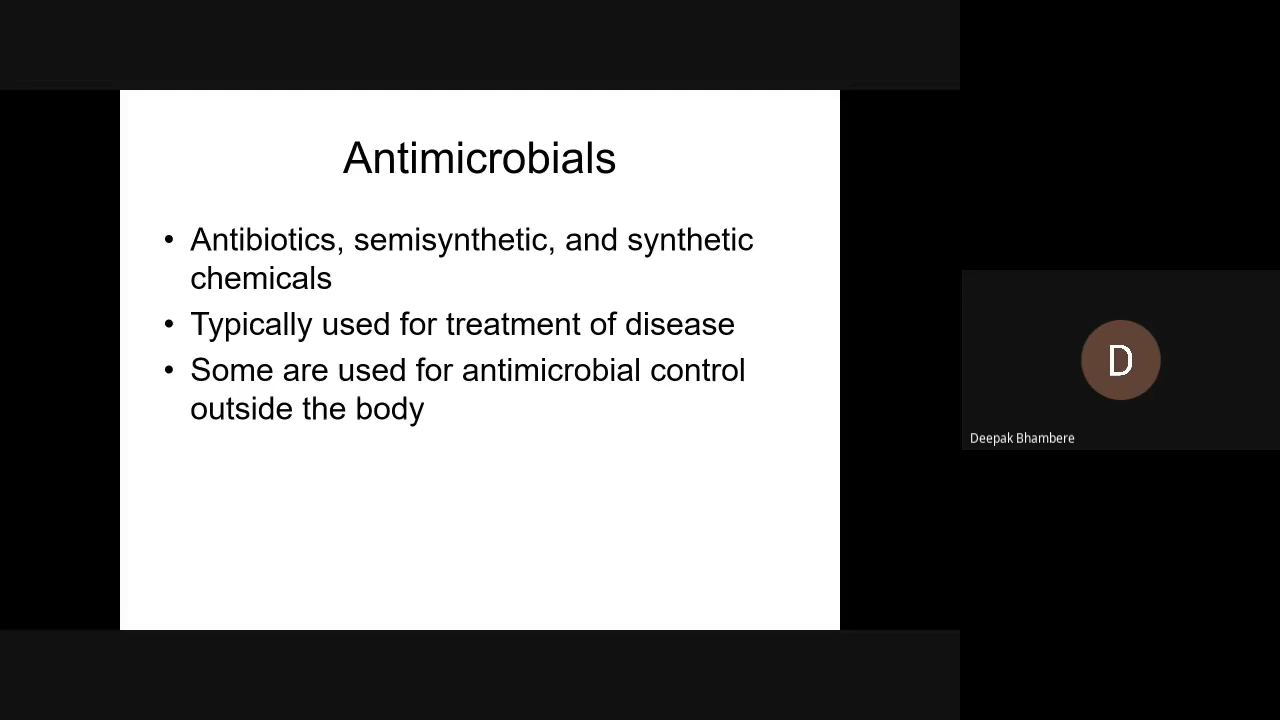 Antimicrobials
• Antibiotics, semisynthetic, and synthetic
chemicals
• Typically used for treatment of disease
• Some are used for antimicrobial control
outside the body
D
Deepak Bhambere